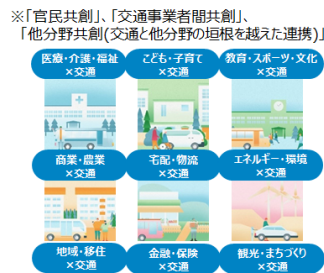 ※「官民共創」、「交通事業者間共創」、
「他分野共創(交通と他分野の垣根を越えた連携)」
医療・介護・福祉
×交通
こども・子育て
×交通
教育・スポーツ・文化
×交通
商業・農業
×交通
宅配・物流
×交通
エネルギー・環境
×交通
地域・移住
×交通
金融・保険
×交通
観光・まちづくり
×交通